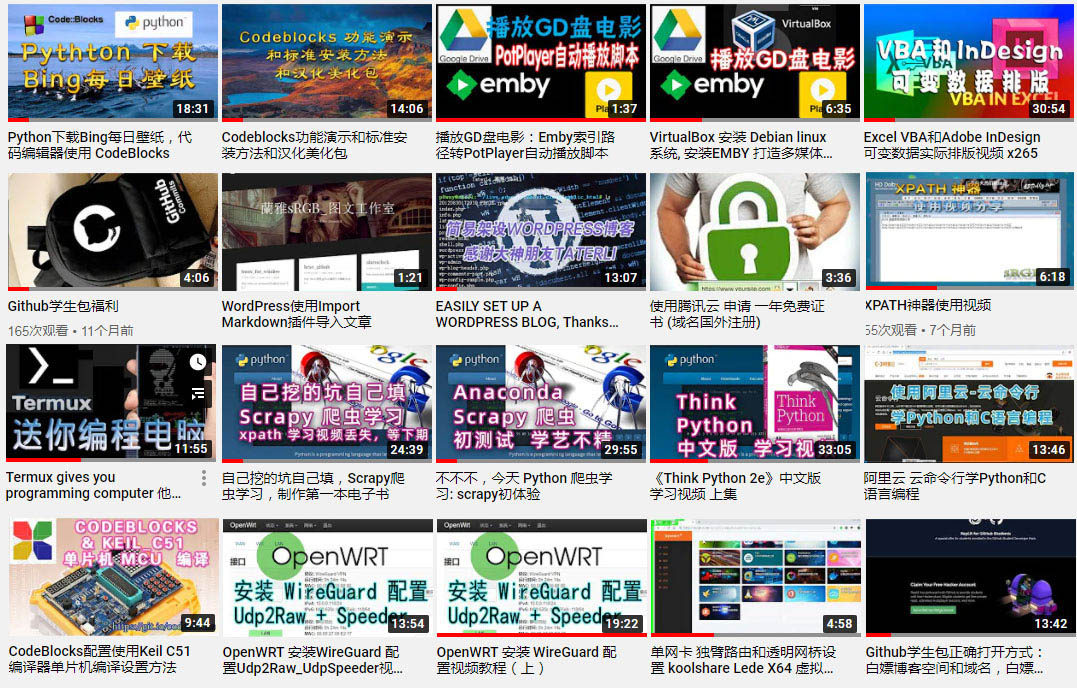 Code::Blocks
python
Pythton 下载
Bing每日壁纸
18:31
Codeblocks 功能演示
和标准安装方法
和汉化美化包
14:06
播放GD盘电影
Google Drive
PotPlayer自动播放脚本
emby
1:37
VirtualBox
Google Drive
播放GD盘电影
emby
6:35
VBA和InDesign
可变数据排版
VBA IN EXCEL
30:54
Python下载Bing每日壁纸，代
码编辑器使用 CodeBlocks
Codeblocks功能演示和标准安
装方法和汉化美化包
播放GD盘电影：Emby索引路
径转PotPlayer自动播放脚本
VirtualBox 安装 Debian linux
系统, 安装EMBY 打造多媒体...
Excel VBA和Adobe InDesign
可变数据实际排版视频 x265
GitHub
4:06
蘭雅sRGB_图文工作室
1:21
简易架设WORDPRESS博客
感谢大神朋友TATERLI
13:07
3:36
XPATH 神器
使用视频分享
sRGB
6:18
Github学生包福利
165次观看 • 11个月前
WordPress使用Import
Markdown插件导入文章
EASILY SET UP A
WORDPRESS BLOG, Thanks...
使用腾讯云 申请 一年免费证
书 (域名国外注册)
XPATH神器使用视频
55次观看 • 7个月前
Termux
送你编程电脑
11:55
python
自己挖的坑自己填
Scrapy 爬虫学习
xpath 学习视频丢失，等下期
24:39
python
Anaconda
Scrapy 爬虫
初测试 学艺不精
29:55
python
Think
Python
中文版 学习视
Think
Python
33:05
使用阿里云-云命令行
学Python和C语言编程
13:46
Termux gives you
programming computer 他...
自己挖的坑自己填，Scrapy爬
虫学习，制作第一本电子书
不不不，今天 Python 爬虫学
习: scrapy初体验
《Think Python 2e》中文版
学习视频 上集
阿里云 云命令行学Python和C
语言编程
CODEBLOCKS
& KEIL C51
单片机 MCU 编译
9:44
OpenWrt
接口
OpenWRT
安装 WireGuard 配置
Udp2Raw / Speeder
13:54
OpenWrt
接口
OpenWRT
安装 WireGuard 配置
Udp2Raw / Speeder
19:22
4:58
Claim Your Free Hacker Account
13:42
CodeBlocks配置使用Keil C51
编译器单片机编译设置方法
OpenWRT 安装WireGuard 配
置Udp2Raw_UdpSpeeder视...
OpenWRT 安装 WireGuard 配
置视频教程（上）
单网卡 独臂路由和透明网桥设
置 koolshare Lede X64 虚拟...
Github学生包正确打开方式：
白嫖博客空间和域名，白嫖...